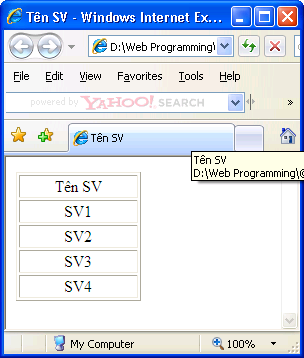 Tên SV - Windows Internet Ex...
D:\Web Programming\
File Edit View Favorites Tools Help
powered by YAHOO! SEARCH
Tên SV
Tên SV
D:\Web Programming\
Tên SV
SV1
SV2
SV3
SV4
My Computer 100%